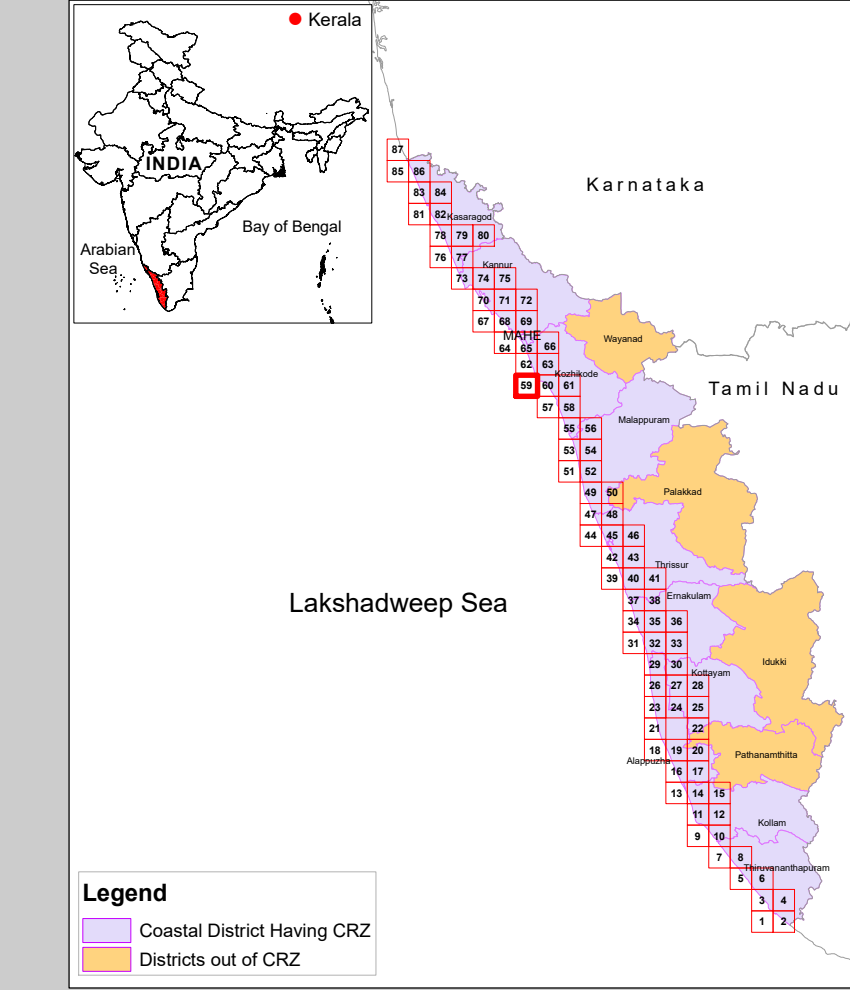 Kerala
INDIA
Bay of Bengal
Arabian
Sea
Karnataka
87
85 86
83 84
81 82
Kasaragod
78 79 80
76 77
Kannur
73 74 75
70 71 72
67 68 69
MAHE
Wayanad
64 65 66
62 63
Kozhikode
59 60 61
Tamil Nadu
57 58
Malappuram
55 56
53 54
51 52
49 50
Palakkad
47 48
44 45 46
42 43
Thrissur
39 40 41
Ernakulam
37 38
Lakshadweep Sea
34 35 36
31 32 33
29 30
Idukki
Kottayam
26 27 28
23 24 25
21 22
18 19 20
Pathanamthitta
Alappuzha
16 17
13 14 15
11 12
Kollam
9 10
7 8
Thiruvananthapuram
5 6
3 4
1 2
Legend
Coastal District Having CRZ
Districts out of CRZ